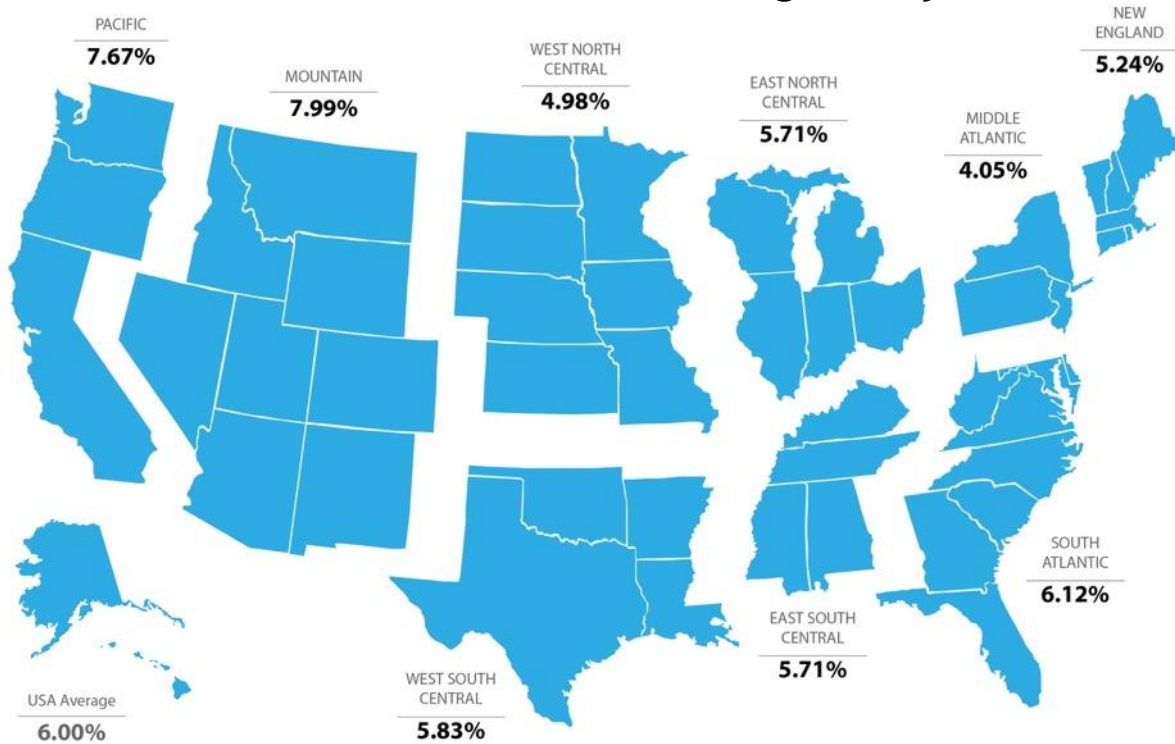 PACIFIC
7.67%
MOUNTAIN
7.99%
WEST NORTH
CENTRAL
4.98%
EAST NORTH
CENTRAL
5.71%
MIDDLE
ATLANTIC
4.05%
NEW
ENGLAND
5.24%
SOUTH
ATLANTIC
6.12%
EAST SOUTH
CENTRAL
5.71%
WEST SOUTH
CENTRAL
5.83%
USA Average
6.00%